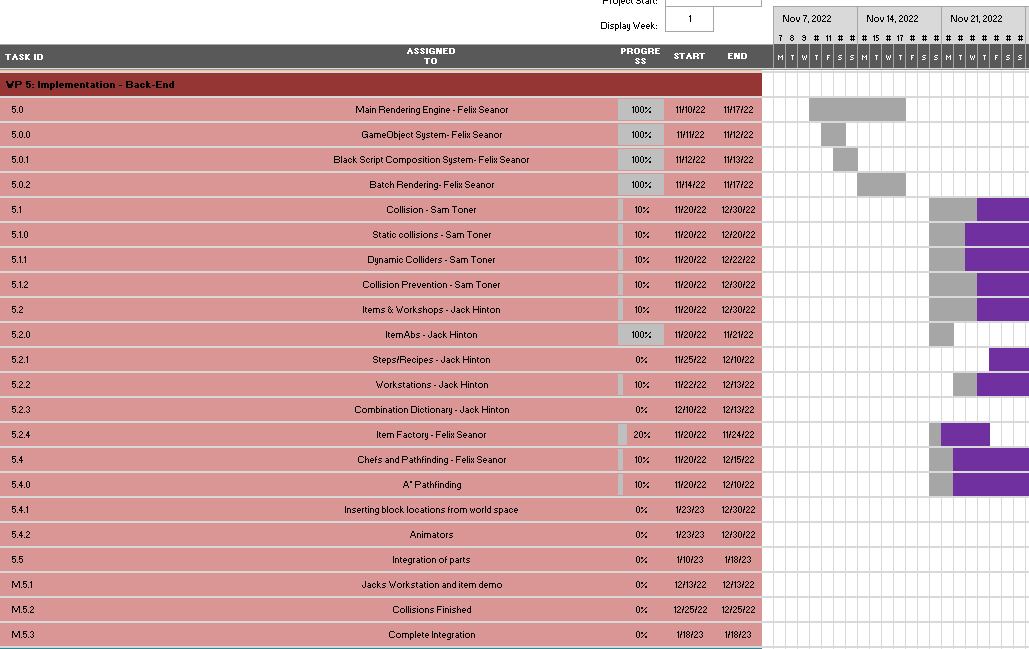 Project Start:
Display Week: 1
Nov 7, 2022 Nov 14, 2022 Nov 21, 2022
7 8 9 # 11 # # # 15 # 17 # # # # # # # # # #
TASK ID ASSIGNED TO PROGRESS START END M T W T F S S M T W T F S S M T W T F S S
WP 5: Implementation - Back-End
5.0 Main Rendering Engine - Felix Seanor 100% 11/10/22 11/17/22
5.0.0 GameObject System- Felix Seanor 100% 11/11/22 11/12/22
5.0.1 Black Script Composition System- Felix Seanor 100% 11/12/22 11/13/22
5.0.2 Batch Rendering- Felix Seanor 100% 11/14/22 11/17/22
5.1 Collision - Sam Toner 10% 11/20/22 12/30/22
5.1.0 Static collisions - Sam Toner 10% 11/20/22 12/20/22
5.1.1 Dynamic Colliders - Sam Toner 10% 11/20/22 12/22/22
5.1.2 Collision Prevention - Sam Toner 10% 11/20/22 12/30/22
5.2 Items & Workshops - Jack Hinton 10% 11/20/22 12/30/22
5.2.0 ItemAbs - Jack Hinton 100% 11/20/22 11/21/22
5.2.1 Steps/Recipes - Jack Hinton 0% 11/25/22 12/10/22
5.2.2 Workstations - Jack Hinton 10% 11/22/22 12/13/22
5.2.3 Combination Dictionary - Jack Hinton 0% 12/10/22 12/13/22
5.2.4 Item Factory - Felix Seanor 20% 11/20/22 11/24/22
5.4 Chefs and Pathfinding - Felix Seanor 10% 11/20/22 12/15/22
5.4.0 A* Pathfinding 10% 11/20/22 12/10/22
5.4.1 Inserting block locations from world space 0% 1/23/23 12/30/22
5.4.2 Animators 0% 1/23/23 12/30/22
5.5 Integration of parts 0% 1/10/23 1/18/23
M.5.1 Jacks Workstation and item demo 0% 12/13/22 12/13/22
M.5.2 Collisions Finished 0% 12/25/22 12/25/22
M.5.3 Complete Integration 0% 1/18/23 1/18/23